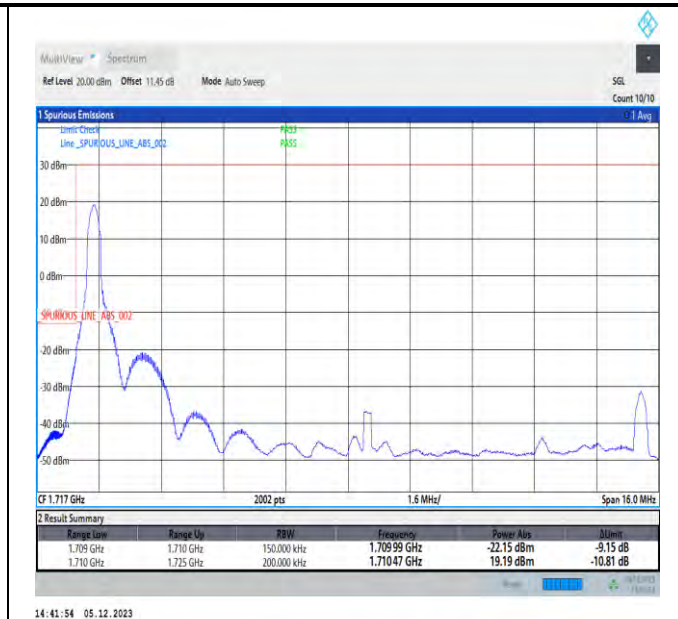 MultiView Spectrum
Ref Level 20.00 dBm Offset 11.45 dB Mode Auto Sweep SGL
Count 10/10
1 Spurious Emissions 1 Avg
Limit Check PASS
Line _SPURIOUS_LINE_ABS_002 PASS
30 dBm
20 dBm
10 dBm
0 dBm
SPURIOUS_LINE_ABS_002
-20 dBm
-30 dBm
-40 dBm
-50 dBm
CF 1.717 GHz 2002 pts 1.6 MHz/ Span 16.0 MHz
2 Result Summary
Range Low Range Up RBW Frequency Power Abs ΔLimit
1.709 GHz 1.710 GHz 150.000 kHz 1.70999 GHz -22.15 dBm -9.15 dB
1.710 GHz 1.725 GHz 200.000 kHz 1.71047 GHz 19.19 dBm -10.81 dB
14:41:54 05.12.2023